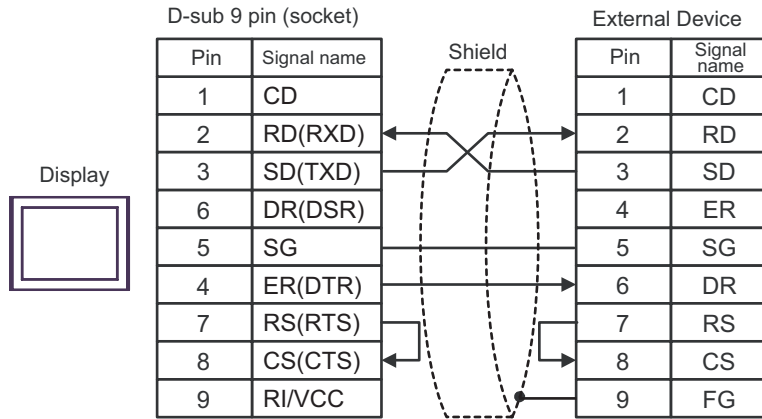 D-sub 9 pin (socket)
External Device
Shield
Pin Signal name
Pin Signal name
1 CD
1 CD
2 RD(RXD)
2 RD
3 SD(TXD)
3 SD
Display
6 DR(DSR)
4 ER
5 SG
5 SG
4 ER(DTR)
6 DR
7 RS(RTS)
7 RS
8 CS(CTS)
8 CS
9 RI/VCC
9 FG